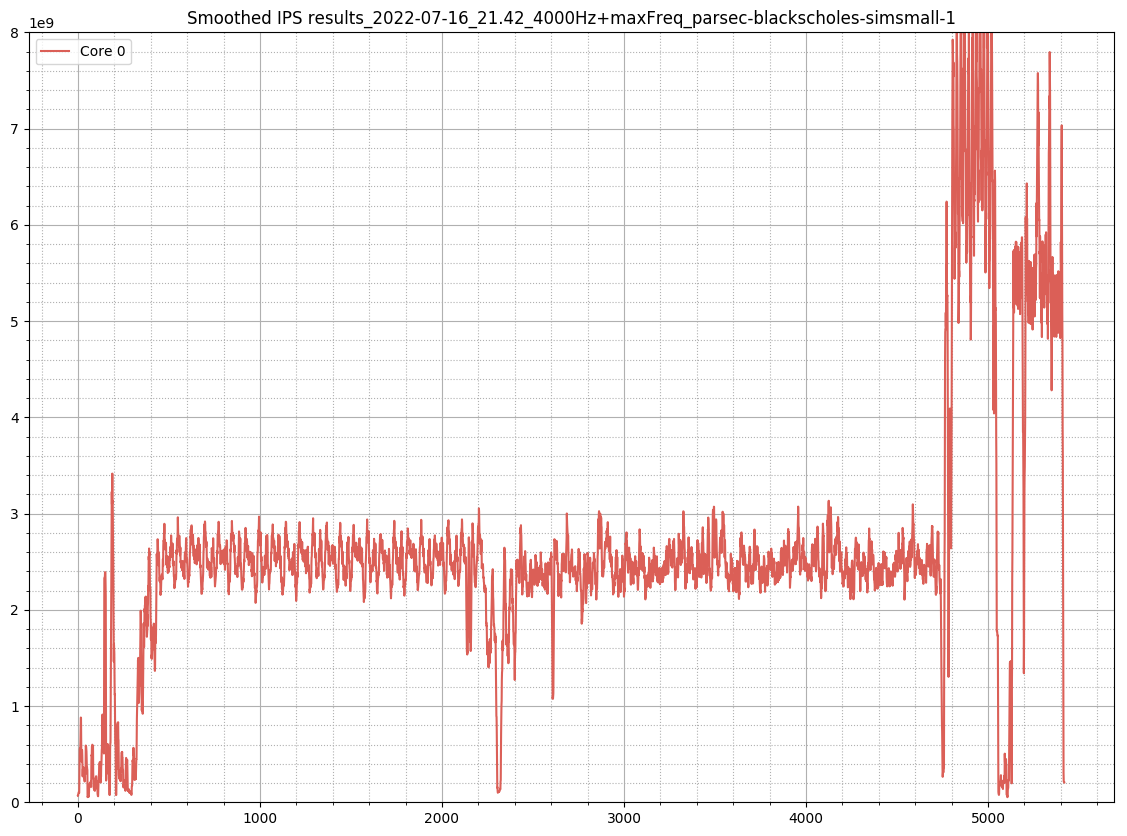 Smoothed IPS results_2022-07-16_21.42_4000Hz+maxFreq_parsec-blackscholes-simsmall-1
1e9
Core 0
8
7
6
5
4
3
2
1
0
0 1000 2000 3000 4000 5000